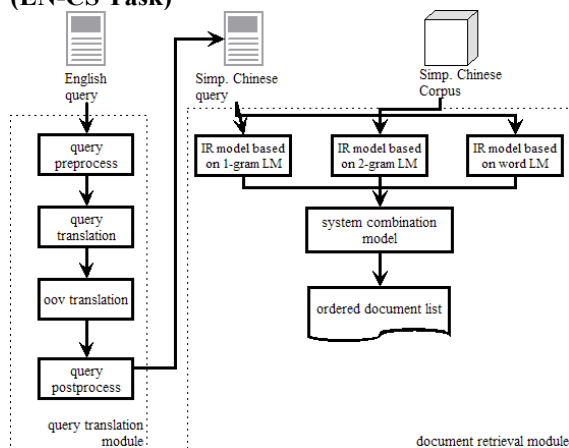 (EN-CS Task)
English
query
Simp. Chinese
query
Simp. Chinese
Corpus
query
preprocess
query
translation
oov translation
query
postprocess
query translation
module
IR model based
on 1-gram LM
IR model based
on 2-gram LM
IR model based
on word LM
system combination
model
ordered document list
document retrieval module